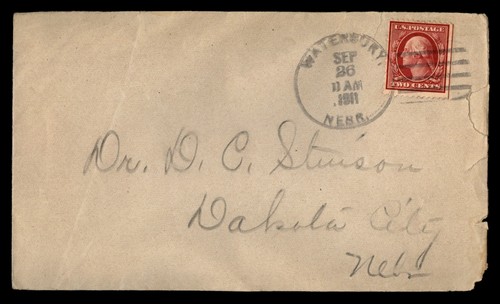 WATERBURY,
SEP
26
11 AM
1911
NEBR.
U.S. POSTAGE
TWO CENTS
Dr. D. C. Stinson
Dakota City
Nebr